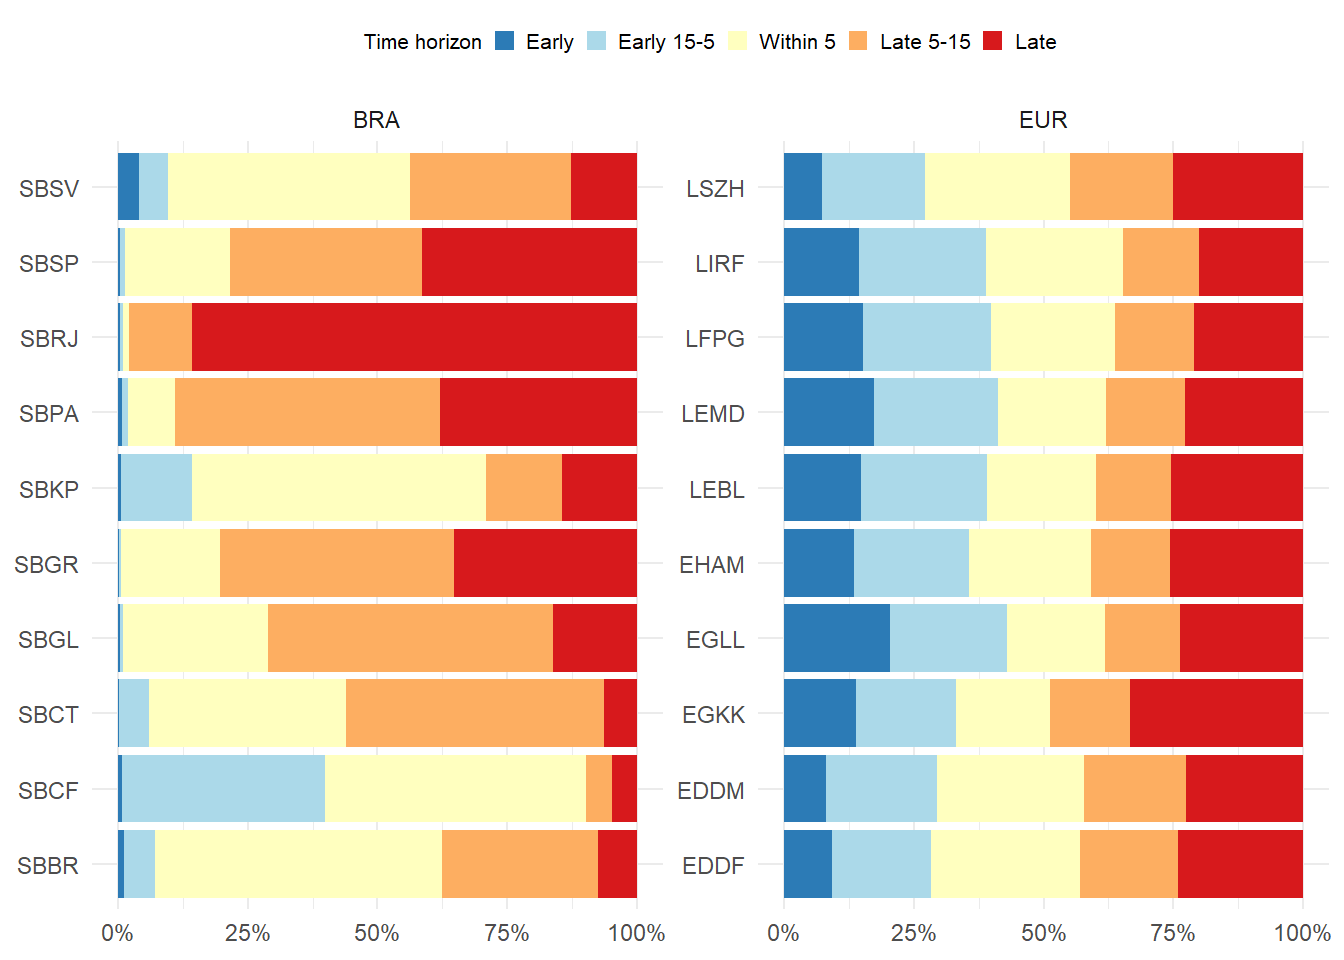 Time horizon Early Early 15-5 Within 5 Late 5-15 Late
BRA EUR
SBSV LSZH
SBSP LIRF
SBRJ LFPG
SBPA LEMD
SBKP LEBL
SBGR EHAM
SBGL EGLL
SBCT EGKK
SBCF EDDM
SBBR EDDF
0% 25% 50% 75% 100% 0% 25% 50% 75% 100%